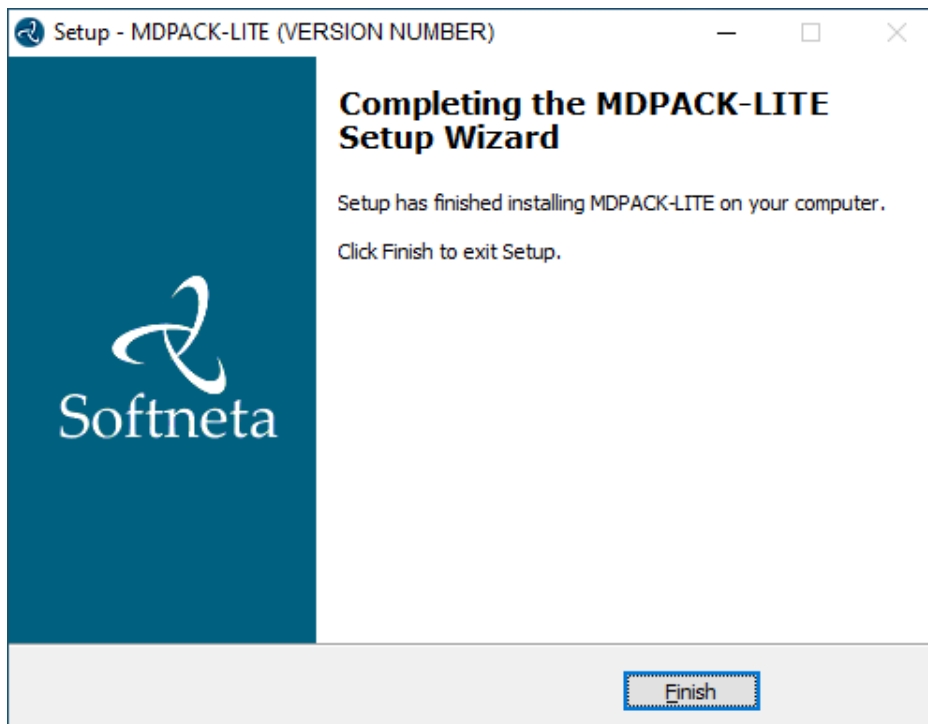 Setup - MDPACK-LITE (VERSION NUMBER)
Completing the MDPACK-LITE
Setup Wizard
Setup has finished installing MDPACK-LITE on your computer.
Click Finish to exit Setup.
Softneta
Finish